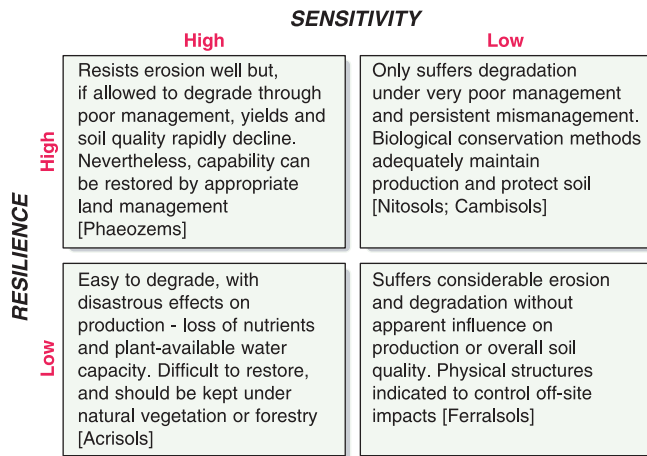 SENSITIVITY
High
Low
RESILIENCE
High
Resists erosion well but,
if allowed to degrade through
poor management, yields and
soil quality rapidly decline.
Nevertheless, capability can
be restored by appropriate
land management
[Phaeozems]
Only suffers degradation
under very poor management
and persistent mismanagement.
Biological conservation methods
adequately maintain
production and protect soil
[Nitosols; Cambisols]
Low
Easy to degrade, with
disastrous effects on
production - loss of nutrients
and plant-available water
capacity. Difficult to restore,
and should be kept under
natural vegetation or forestry
[Acrisols]
Suffers considerable erosion
and degradation without
apparent influence on
production or overall soil
quality. Physical structures
indicated to control off-site
impacts [Ferralsols]